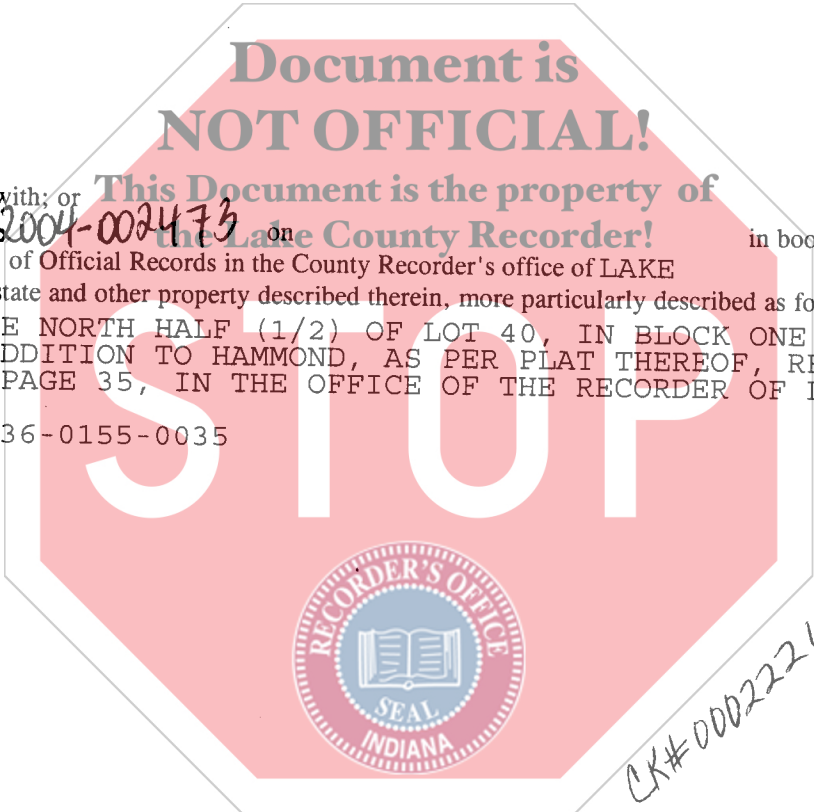 Document is
NOT OFFICIAL!
This Document is the property of
the Lake County Recorder!
with; or
2004-002473 on in boo
of Official Records in the County Recorder's office of LAKE
state and other property described therein, more particularly described as fo
E NORTH HALF (1/2) OF LOT 40, IN BLOCK ONE
DDITION TO HAMMOND, AS PER PLAT THEREOF, RE
PAGE 35, IN THE OFFICE OF THE RECORDER OF L
36-0155-0035
STOP
RECORDER'S OFFICE
SEAL
INDIANA
CK# 0002221